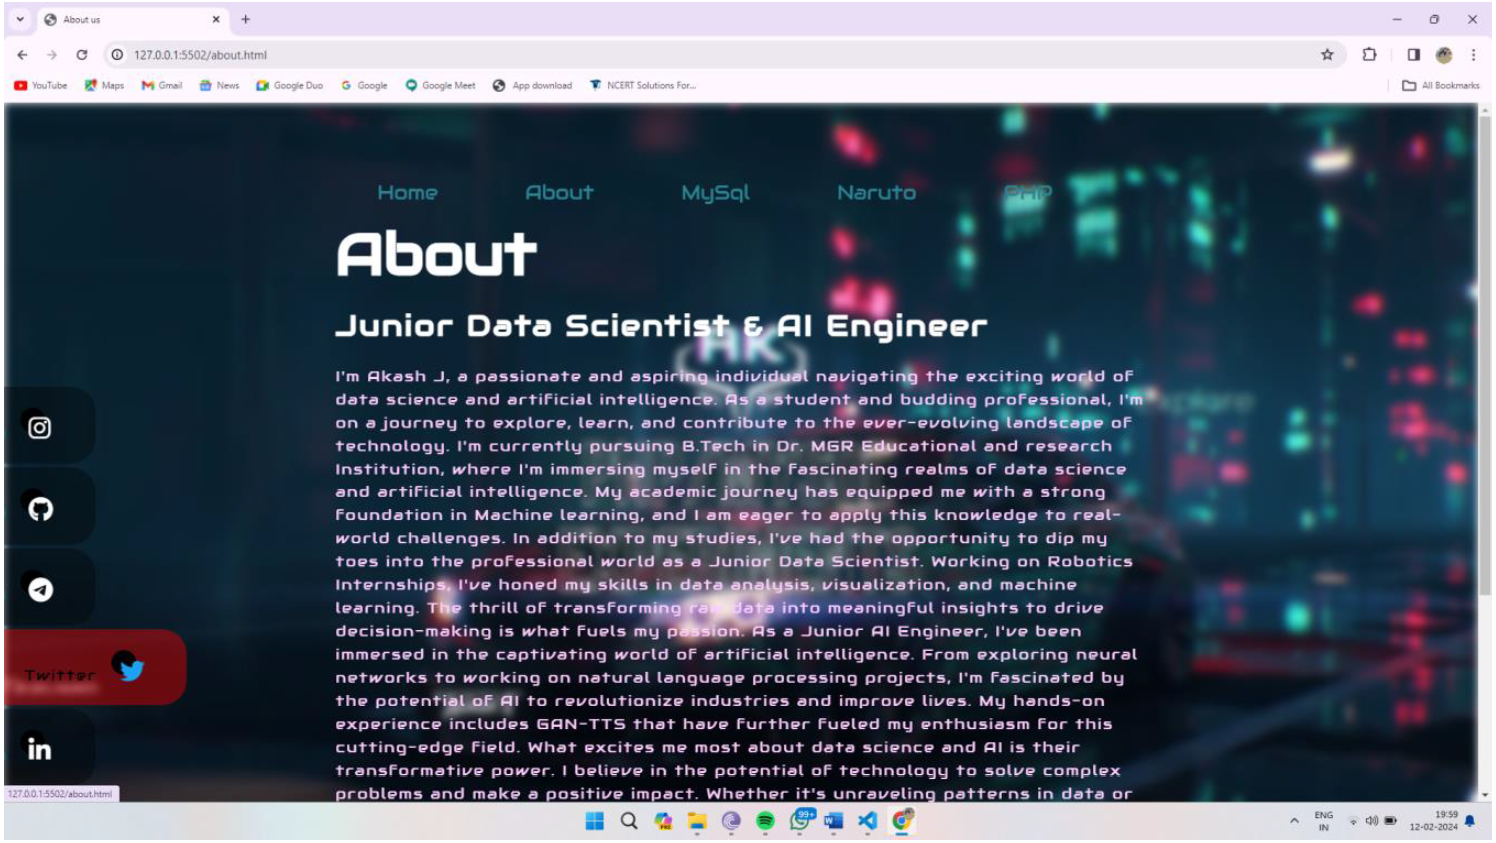 About us
127.0.0.1:5502/about.html
YouTube Maps Gmail News Google Duo Google Google Meet App download NCERT Solutions For... All Bookmarks
Home About MySql Naruto PHP
About
Junior Data Scientist & AI Engineer
AK
I'm Akash J, a passionate and aspiring individual navigating the exciting world of
data science and artificial intelligence. As a student and budding professional, I'm
on a journey to explore, learn, and contribute to the ever-evolving landscape of
technology. I'm currently pursuing B.Tech in Dr. MGR Educational and research
Institution, where I'm immersing myself in the fascinating realms of data science
and artificial intelligence. My academic journey has equipped me with a strong
foundation in Machine learning, and I am eager to apply this knowledge to real-
world challenges. In addition to my studies, I've had the opportunity to dip my
toes into the professional world as a Junior Data Scientist. Working on Robotics
Internships, I've honed my skills in data analysis, visualization, and machine
learning. The thrill of transforming raw data into meaningful insights to drive
decision-making is what fuels my passion. As a Junior AI Engineer, I've been
immersed in the captivating world of artificial intelligence. From exploring neural
networks to working on natural language processing projects, I'm fascinated by
the potential of AI to revolutionize industries and improve lives. My hands-on
experience includes GAN-TTS that have further fueled my enthusiasm for this
cutting-edge field. What excites me most about data science and AI is their
transformative power. I believe in the potential of technology to solve complex
problems and make a positive impact. Whether it's unraveling patterns in data or
Twitter
in
127.0.0.1:5502/about.html
PRE
99+
ENG
IN
19:59
12-02-2024